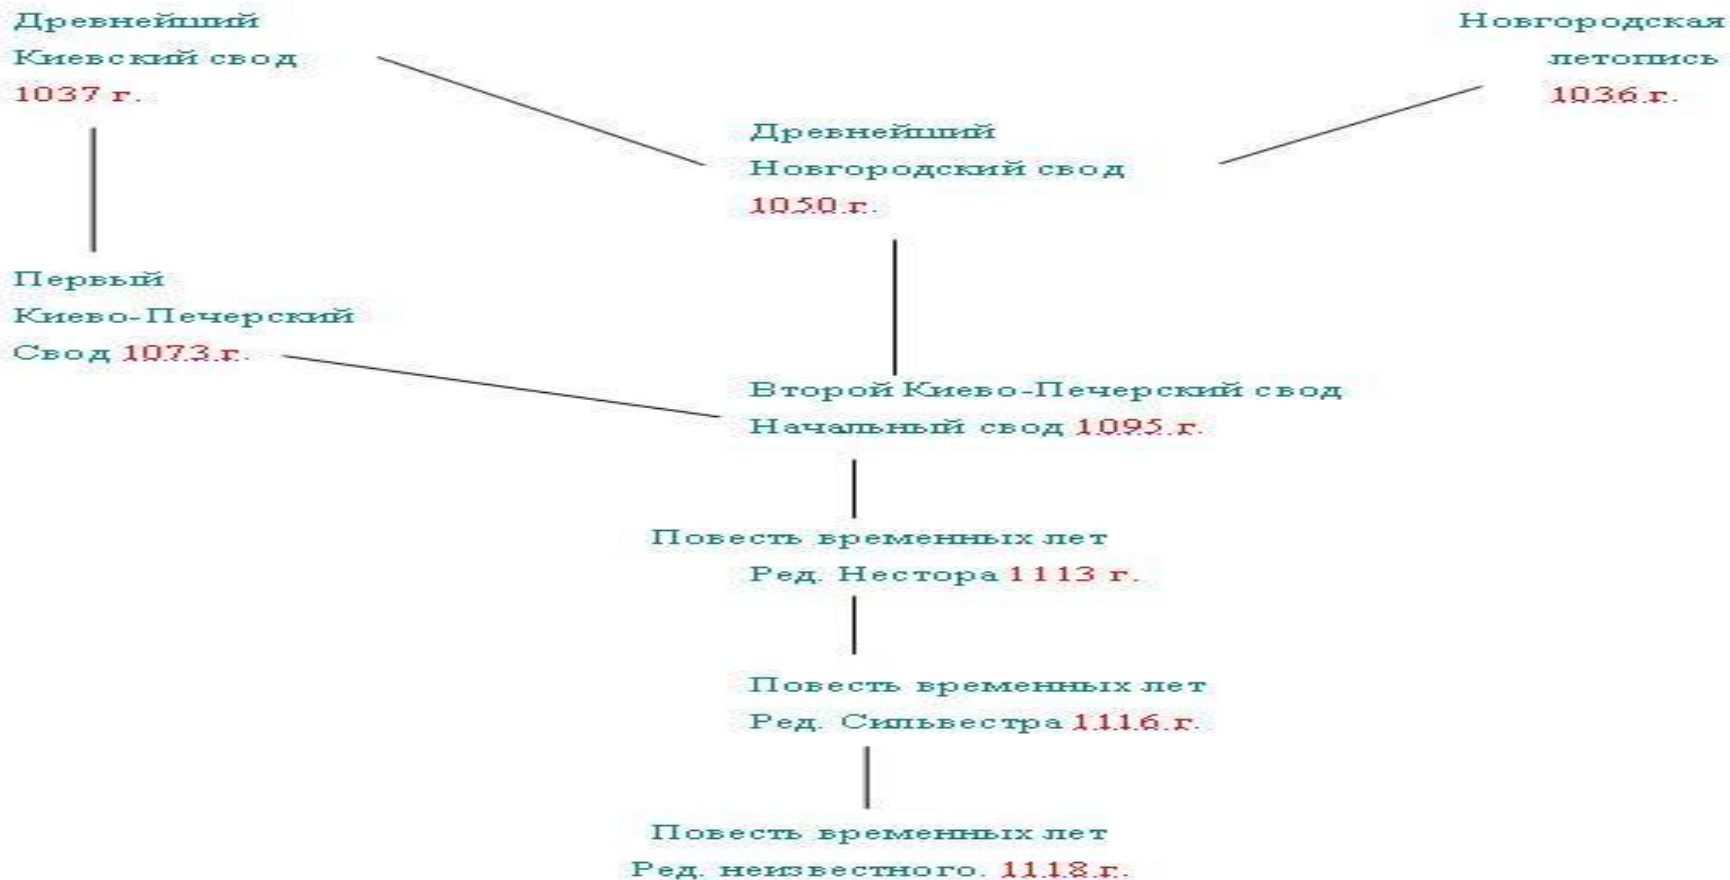 Древнейший
Киевский свод
1037 г.
Новгородская
летопись
1036 г.
Древнейший
Новгородский свод
1050 г.
Первый
Киево-Печерский
Свод 1073 г.
Второй Киево-Печерский свод
Начальный свод 1095 г.
Повесть временных лет
Ред. Нестора 1113 г.
Повесть временных лет
Ред. Сильвестра 1116 г.
Повесть временных лет
Ред. неизвестного. 1118 г.